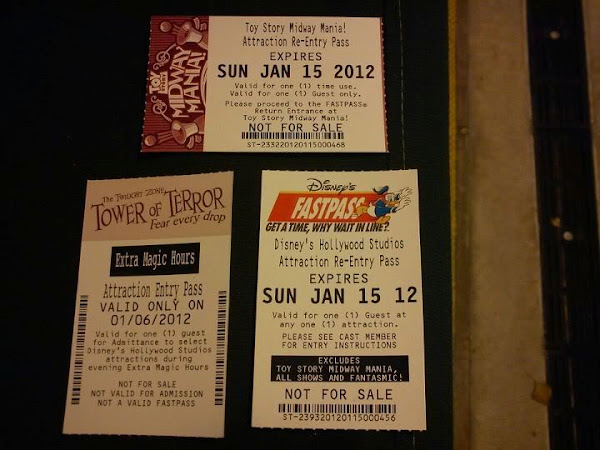 TOY STORY
MIDWAY
MANIA!
Toy Story Midway Mania!
Attraction Re-Entry Pass
EXPIRES
SUN JAN 15 2012
Valid for one (1) time use.
Valid for one (1) Guest only.
Please proceed to the FASTPASS®
Return Entrance at
Toy Story Midway Mania!
NOT FOR SALE
ST-233220120115000468
The TWILIGHT ZONE
TOWER OF TERROR
Fear every drop
Extra Magic Hours
Attraction Entry Pass
VALID ONLY ON
01/06/2012
Valid for one (1) guest
for Admittance to select
Disney's Hollywood Studios
attractions during
evening Extra Magic Hours
NOT FOR SALE
NOT VALID FOR ADMISSION
NOT A VALID FASTPASS
Disney's
FASTPASS
GET A TIME, WHY WAIT IN LINE?
Disney's Hollywood Studios
Attraction Re-Entry Pass
EXPIRES
SUN JAN 15 12
Valid for one (1) Guest at
any one (1) attraction.
PLEASE SEE CAST MEMBER
FOR ENTRY INSTRUCTIONS
EXCLUDES
TOY STORY MIDWAY MANIA,
ALL SHOWS AND FANTASMIC!
NOT FOR SALE
ST-239320120115000456